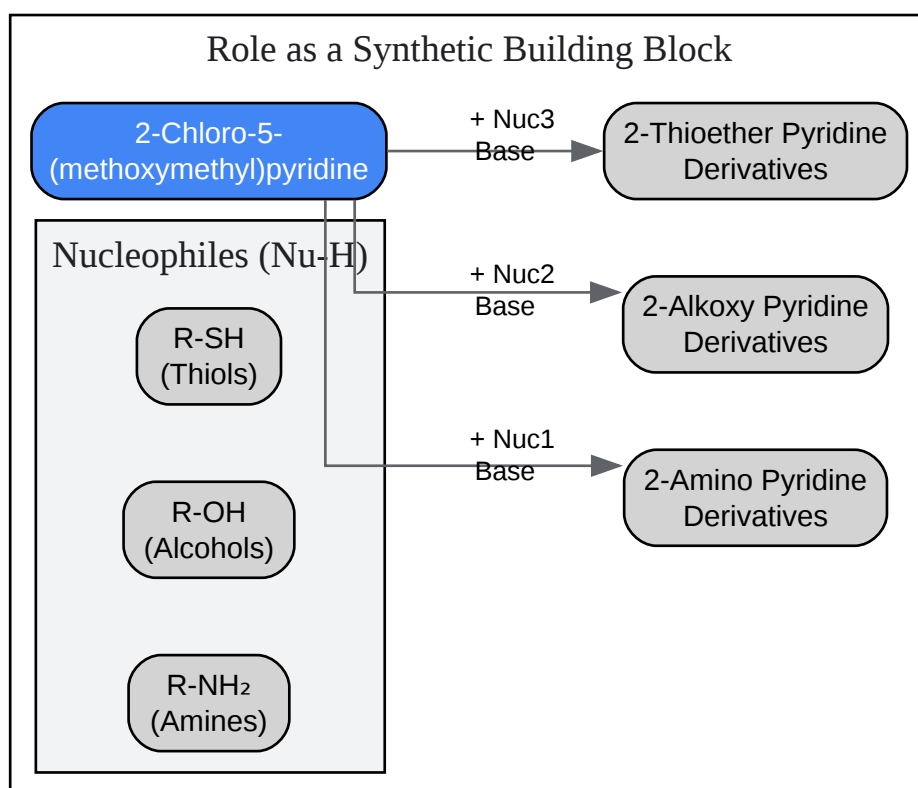 Role as a Synthetic Building Block
2-Chloro-5-
(methoxymethyl)pyridine
+ Nuc3
Base
2-Thioether Pyridine
Derivatives
Nucleophiles (Nu-H)
+ Nuc2
Base
2-Alkoxy Pyridine
Derivatives
R-SH
(Thiols)
+ Nuc1
Base
2-Amino Pyridine
Derivatives
R-OH
(Alcohols)
R-NH₂
(Amines)